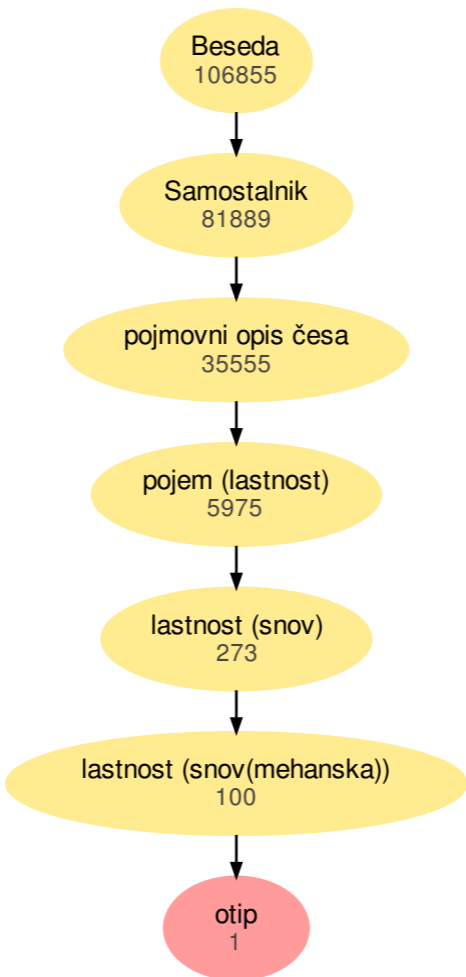 Beseda
106855
Samostalnik
81889
pojmovni opis česa
35555
pojem (lastnost)
5975
lastnost (snov)
273
lastnost (snov(mehanska))
100
otip
1